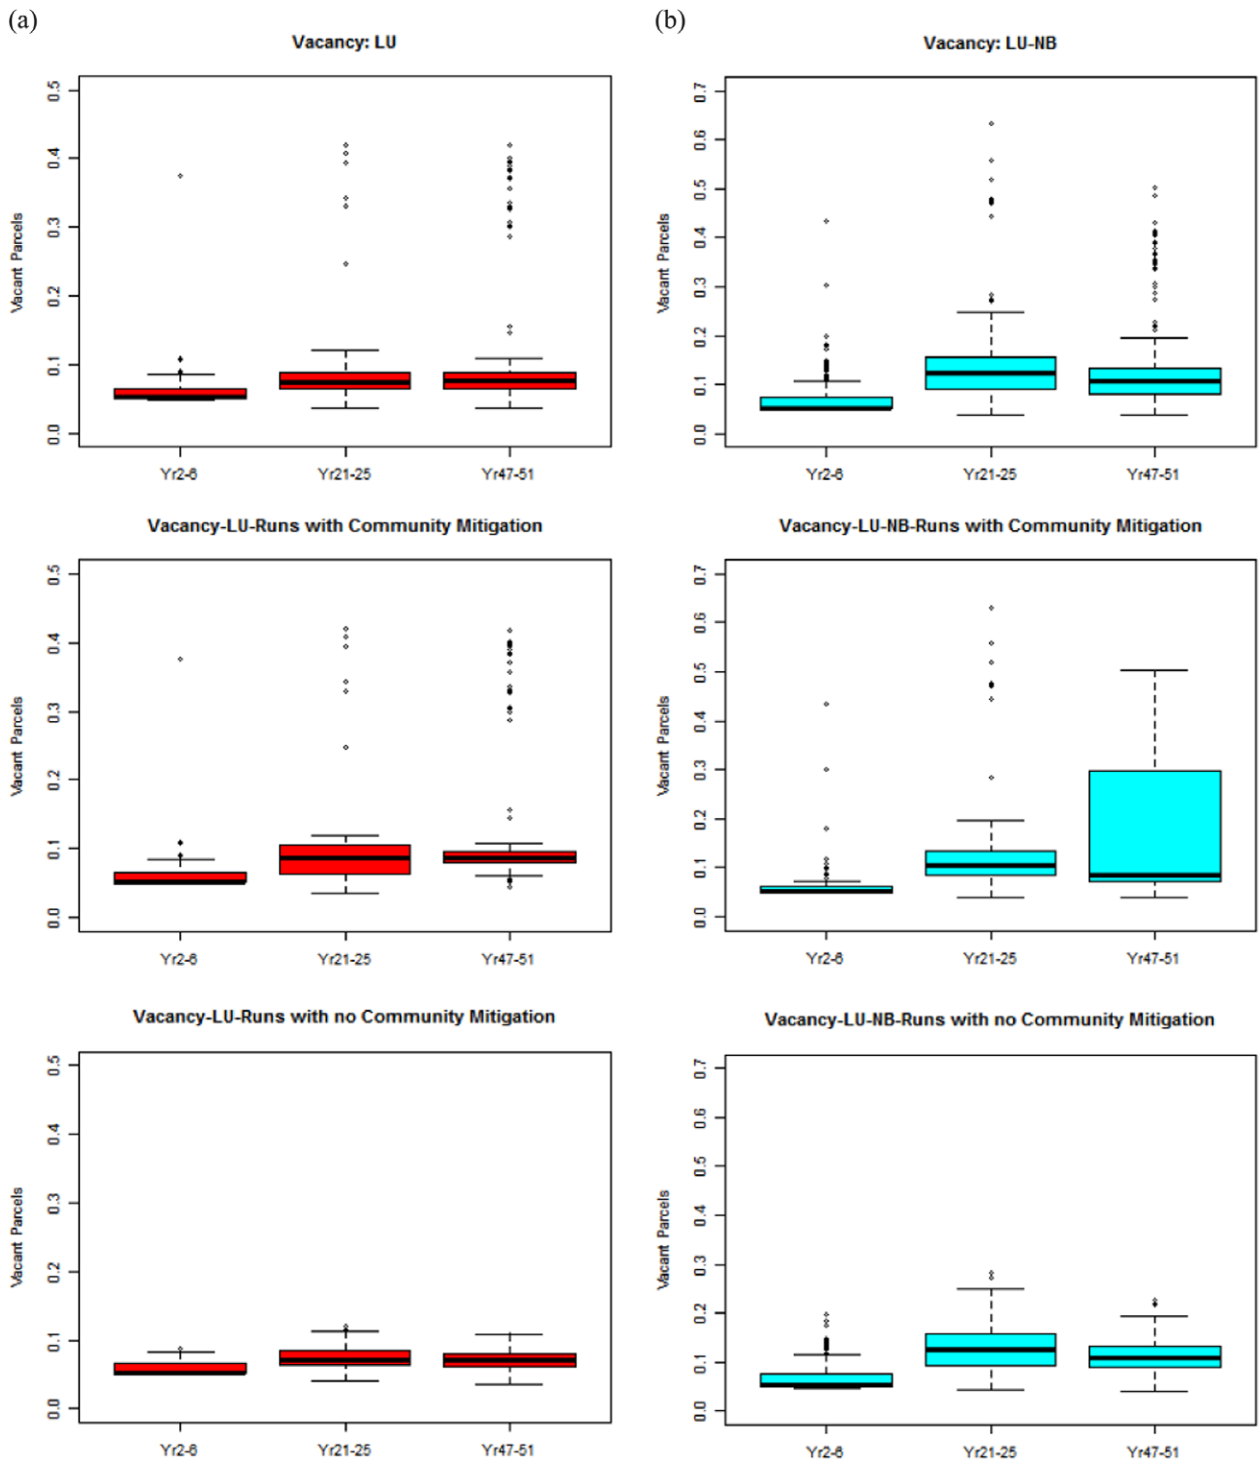 (a)
Vacancy: LU
Vacant Parcels
0.5
0.4
0.3
0.2
0.1
0.0
Yr2-6 Yr21-25 Yr47-51
(b)
Vacancy: LU-NB
Vacant Parcels
0.7
0.6
0.5
0.4
0.3
0.2
0.1
0.0
Yr2-6 Yr21-25 Yr47-51
Vacancy-LU-Runs with Community Mitigation
Vacant Parcels
0.5
0.4
0.3
0.2
0.1
0.0
Yr2-6 Yr21-25 Yr47-51
Vacancy-LU-NB-Runs with Community Mitigation
Vacant Parcels
0.7
0.6
0.5
0.4
0.3
0.2
0.1
0.0
Yr2-6 Yr21-25 Yr47-51
Vacancy-LU-Runs with no Community Mitigation
Vacant Parcels
0.5
0.4
0.3
0.2
0.1
0.0
Yr2-6 Yr21-25 Yr47-51
Vacancy-LU-NB-Runs with no Community Mitigation
Vacant Parcels
0.7
0.6
0.5
0.4
0.3
0.2
0.1
0.0
Yr2-6 Yr21-25 Yr47-51